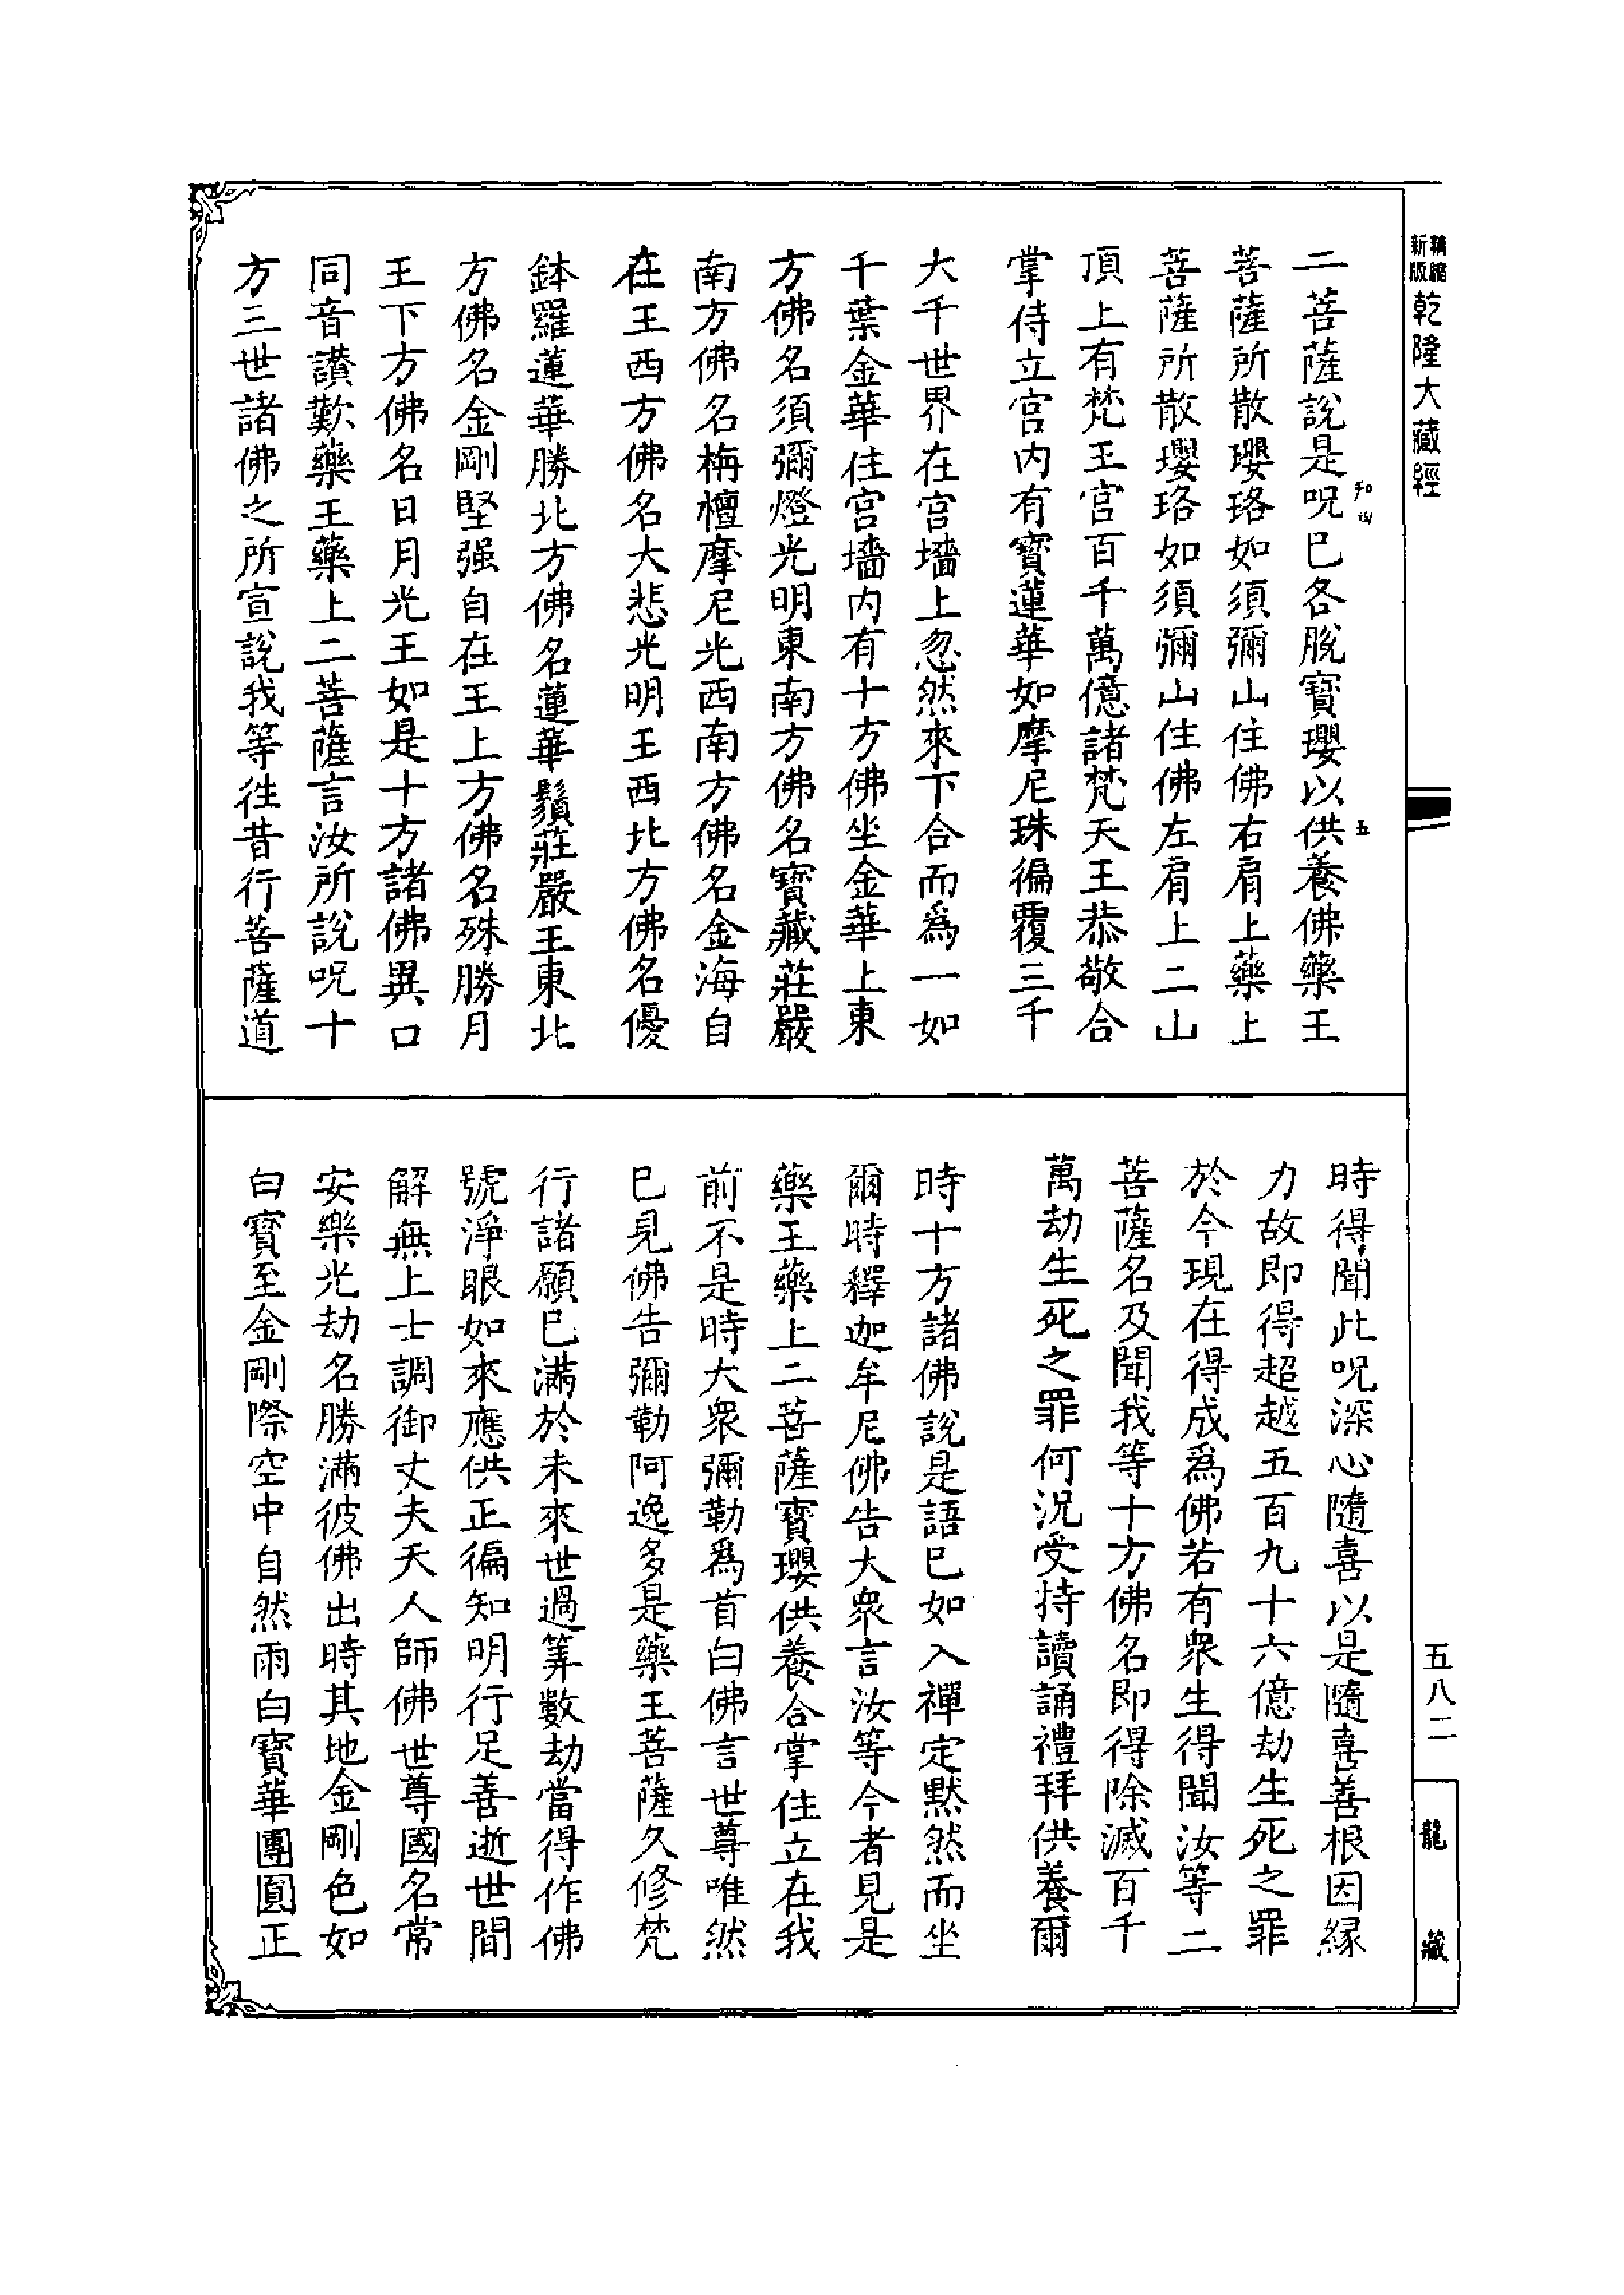 精縮新版乾隆大藏經
二菩薩說是呪已各脫寶瓔以供養佛藥王
菩薩所散瓔珞如須彌山住佛右肩上藥上
菩薩所散瓔珞如須彌山住佛左肩上二山
頂上有梵王宮百千萬億諸梵天王恭敬合
掌侍立宮內有寶蓮華如摩尼珠徧覆三千
大千世界在宮墻上忽然來下合而爲一如
千葉金華住宮墻內有十方佛坐金華上東
方佛名須彌燈光明東南方佛名寶藏莊嚴
南方佛名栴檀摩尼光西南方佛名金海自
在王西方佛名大悲光明王西北方佛名優
鉢羅蓮華勝北方佛名蓮華鬚莊嚴王東北
方佛名金剛堅强自在王上方佛名殊勝月
王下方佛名日月光王如是十方諸佛異口
同音讃歎藥王藥上二菩薩言汝所說呪十
方三世諸佛之所宣說我等往昔行菩薩道
時得聞此呪深心隨喜以是隨喜善根因縁
力故即得超越五百九十六億劫生死之罪
於今現在得成爲佛若有眾生得聞汝等二
菩薩名及聞我等十方佛名即得除滅百千
萬劫生死之罪何況受持讀誦禮拜供養爾
時十方諸佛說是語已如入禪定默然而坐
爾時釋迦牟尼佛告大眾言汝等今者見是
藥王藥上二菩薩寶瓔供養合掌住立在我
前不是時大眾彌勒爲首白佛言世尊唯然
已見佛告彌勒阿逸多是藥王菩薩久修梵
行諸願已滿於未來世過筭數劫當得作佛
號淨眼如來應供正徧知明行足善逝世間
解無上士調御丈夫天人師佛世尊國名常
安樂光劫名勝滿彼佛出時其地金剛色如
白寶至金剛際空中自然雨白寶華團圓正
五
五八二
龍藏